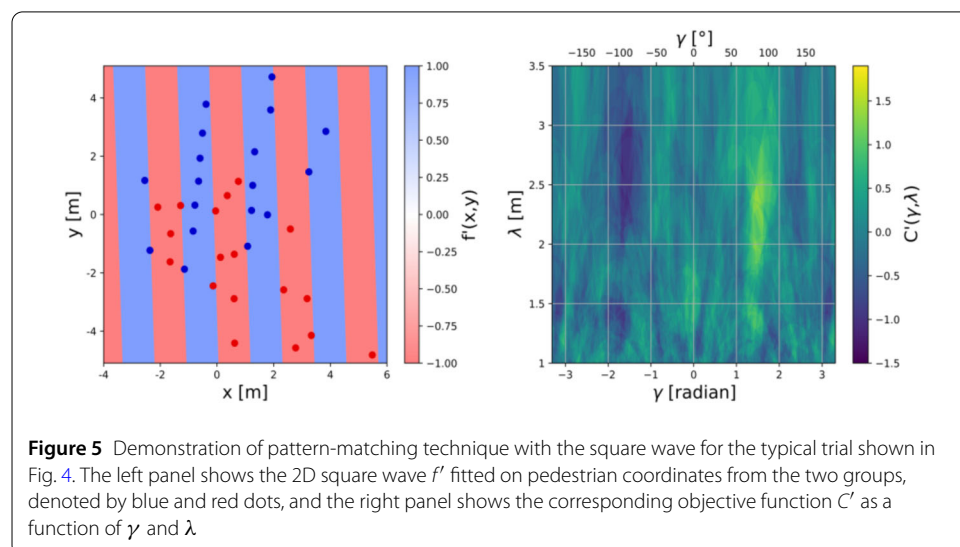 γ [°]
-150 -100 -50 0 50 100 150
4
2
0
-2
-4
y [m]
-4 -2 0 2 4 6
x [m]
1.00
0.75
0.50
0.25
0.00
-0.25
-0.50
-0.75
-1.00
f'(x,y)
3.5
3
2.5
2
1.5
1
λ [m]
-3 -2 -1 0 1 2 3
γ [radian]
1.5
1.0
0.5
0.0
-0.5
-1.0
-1.5
C'(γ,λ)
Figure 5 Demonstration of pattern-matching technique with the square wave for the typical trial shown in
Fig. 4. The left panel shows the 2D square wave f′ fitted on pedestrian coordinates from the two groups,
denoted by blue and red dots, and the right panel shows the corresponding objective function C′ as a
function of γ and λ